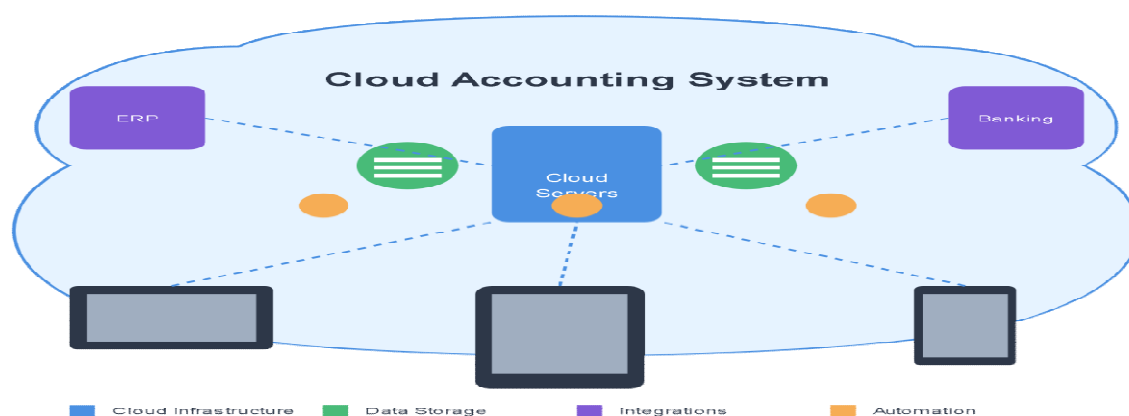 Cloud Accounting System
ERP
Banking
Cloud
Servers
Cloud Infrastructure
Data Storage
Integrations
Automation